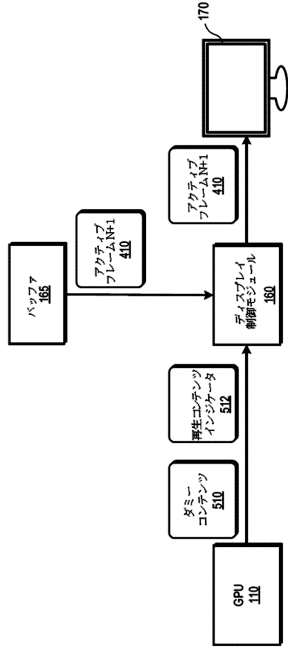 170
バッファ
165
アクティブ
フレームN+1
410
アクティブ
フレームN+1
410
ディスプレイ
制御モジュール
160
再生コンテンツ
インジケータ
512
ダミー
コンテンツ
510
GPU
110